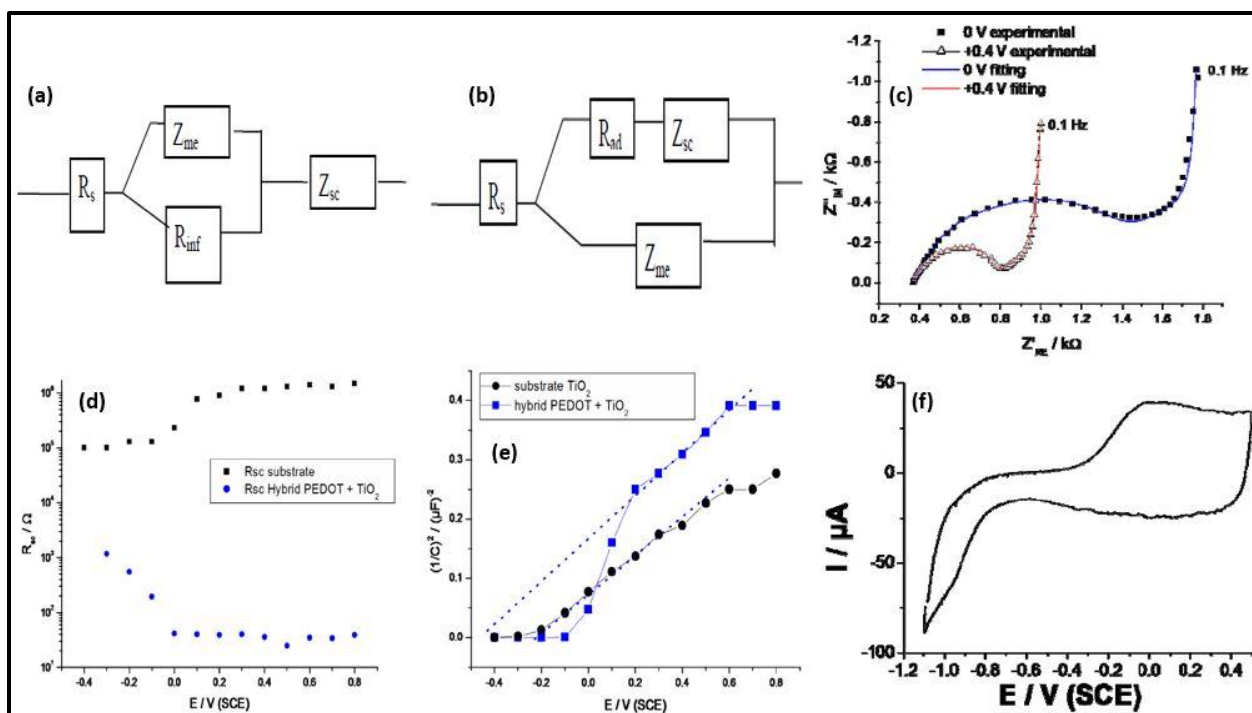 (a)
Z_me
R_s
R_inf
Z_sc
(b)
R_ad
Z_sc
R_s
Z_me
(c)
0 V experimental
+0.4 V experimental
0 V fitting
+0.4 V fitting
0.1 Hz
0.1 Hz
-1.2
-1.0
-0.8
-0.6
-0.4
-0.2
0.0
Z''_IM / kΩ
0.2 0.4 0.6 0.8 1.0 1.2 1.4 1.6 1.8
Z'_RE / kΩ
(d)
10⁶
10⁵
10⁴
10³
10²
10¹
R_sc / Ω
Rsc substrate
Rsc Hybrid PEDOT + TiO₂
-0.4 -0.2 0.0 0.2 0.4 0.6 0.8
E / V (SCE)
substrate TiO₂
hybrid PEDOT + TiO₂
(e)
0.4
0.3
0.2
0.1
0.0
(1/C)² / (µF)⁻²
-0.4 -0.2 0.0 0.2 0.4 0.6 0.8
E / V (SCE)
(f)
50
0
-50
-100
I / µA
-1.2 -1.0 -0.8 -0.6 -0.4 -0.2 0.0 0.2 0.4
E / V (SCE)